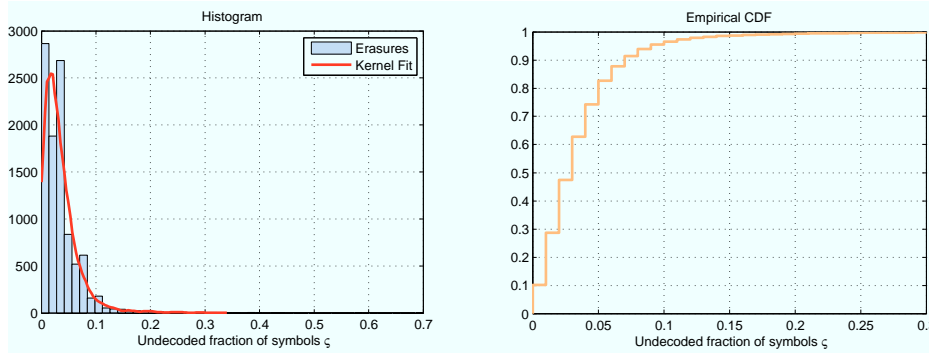 Histogram
3000
2500
2000
1500
1000
500
0
0 0.1 0.2 0.3 0.4 0.5 0.6 0.7
Undecoded fraction of symbols ς
Erasures
Kernel Fit
Empirical CDF
1
0.9
0.8
0.7
0.6
0.5
0.4
0.3
0.2
0.1
0
0 0.05 0.1 0.15 0.2 0.25 0.3
Undecoded fraction of symbols ς